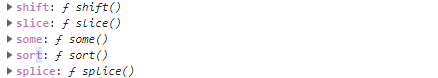 shift: ƒ shift()
slice: ƒ slice()
some: ƒ some()
sort: ƒ sort()
splice: ƒ splice()